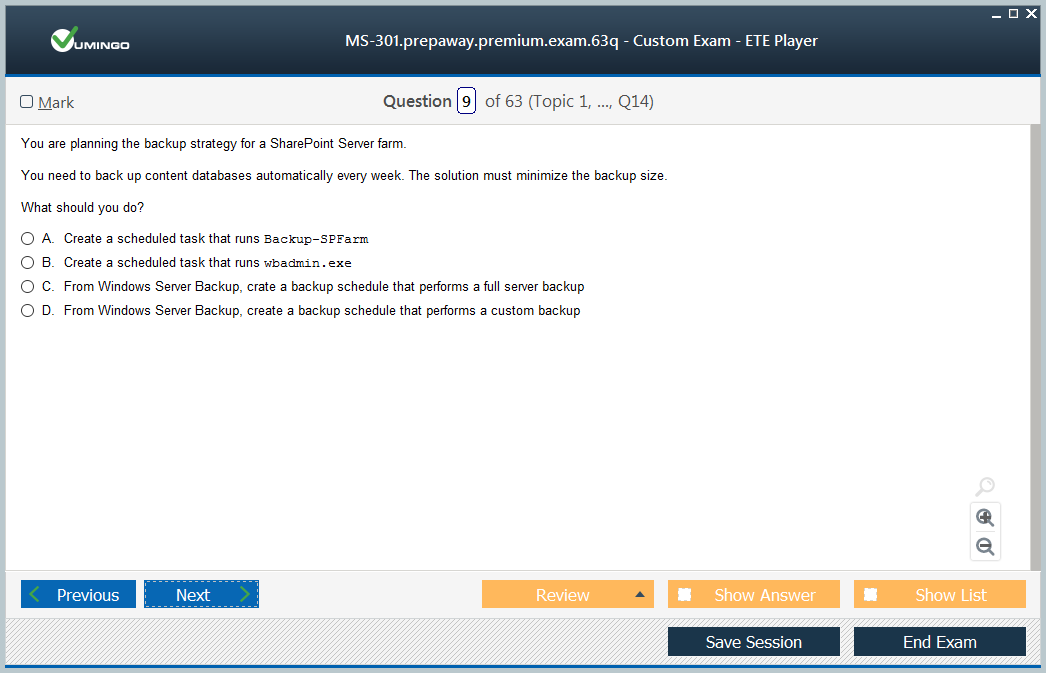 VUMINGO
MS-301.prepaway.premium.exam.63q - Custom Exam - ETE Player
Mark
Question 9 of 63 (Topic 1, ..., Q14)
You are planning the backup strategy for a SharePoint Server farm.
You need to back up content databases automatically every week. The solution must minimize the backup size.
What should you do?
A. Create a scheduled task that runs Backup-SPFarm
B. Create a scheduled task that runs wbadmin.exe
C. From Windows Server Backup, crate a backup schedule that performs a full server backup
D. From Windows Server Backup, create a backup schedule that performs a custom backup
Previous
Next
Review
Show Answer
Show List
Save Session
End Exam